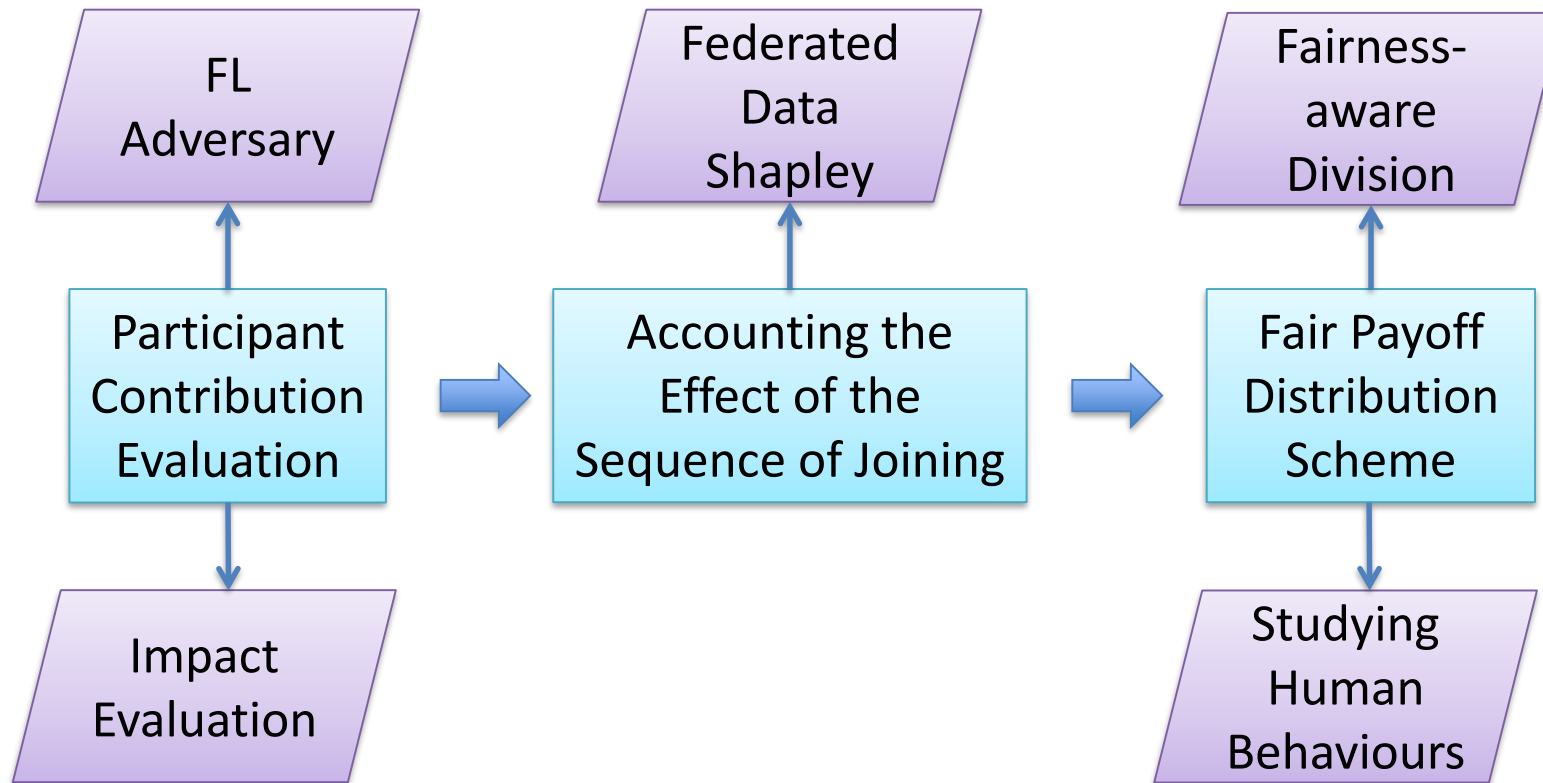 FL
Adversary
Federated
Data
Shapley
Fairness-
aware
Division
Participant
Contribution
Evaluation
Accounting the
Effect of the
Sequence of Joining
Fair Payoff
Distribution
Scheme
Impact
Evaluation
Studying
Human
Behaviours